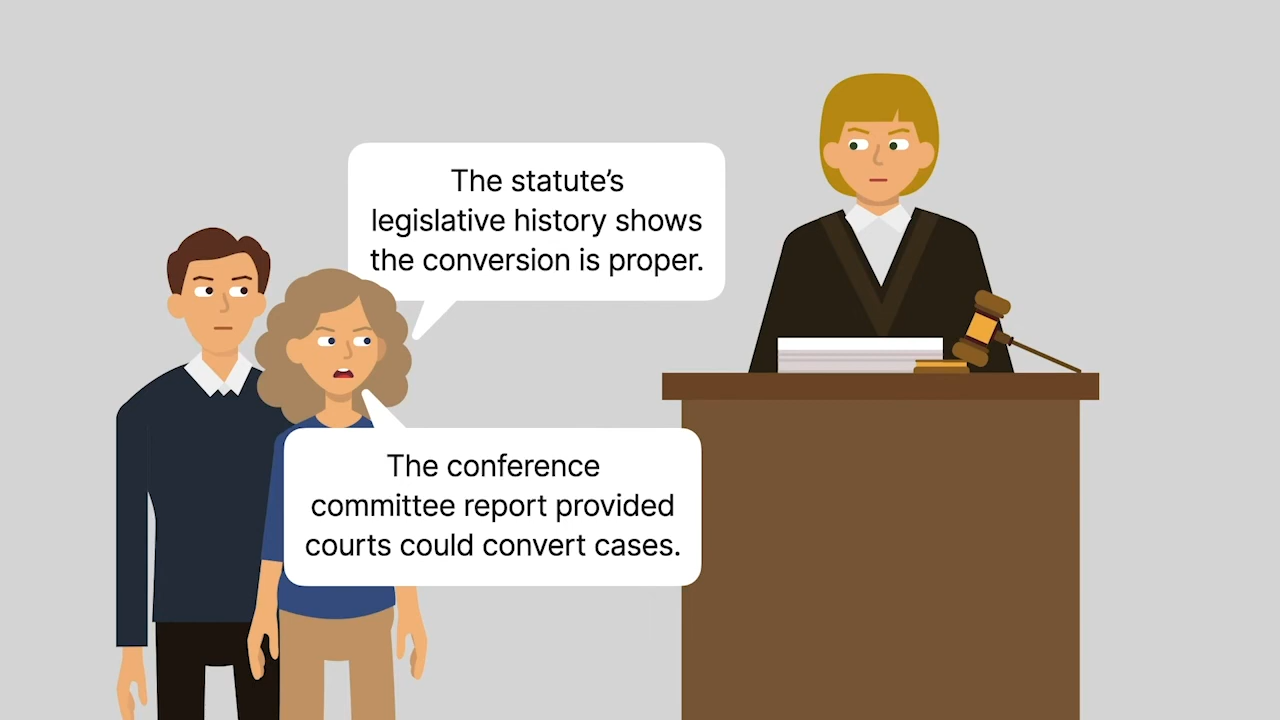 The statute’s
legislative history shows
the conversion is proper.
The conference
committee report provided
courts could convert cases.